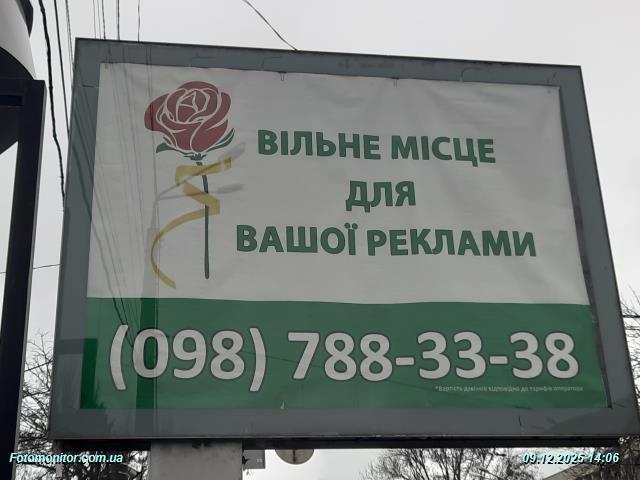 ВІЛЬНЕ МІСЦЕ
ДЛЯ
ВАШОЇ РЕКЛАМИ
(098) 788-33-38
*Вартість дзвінків відповідно до тарифів оператора
Fotomonitor.com.ua
09.12.2025 14:06